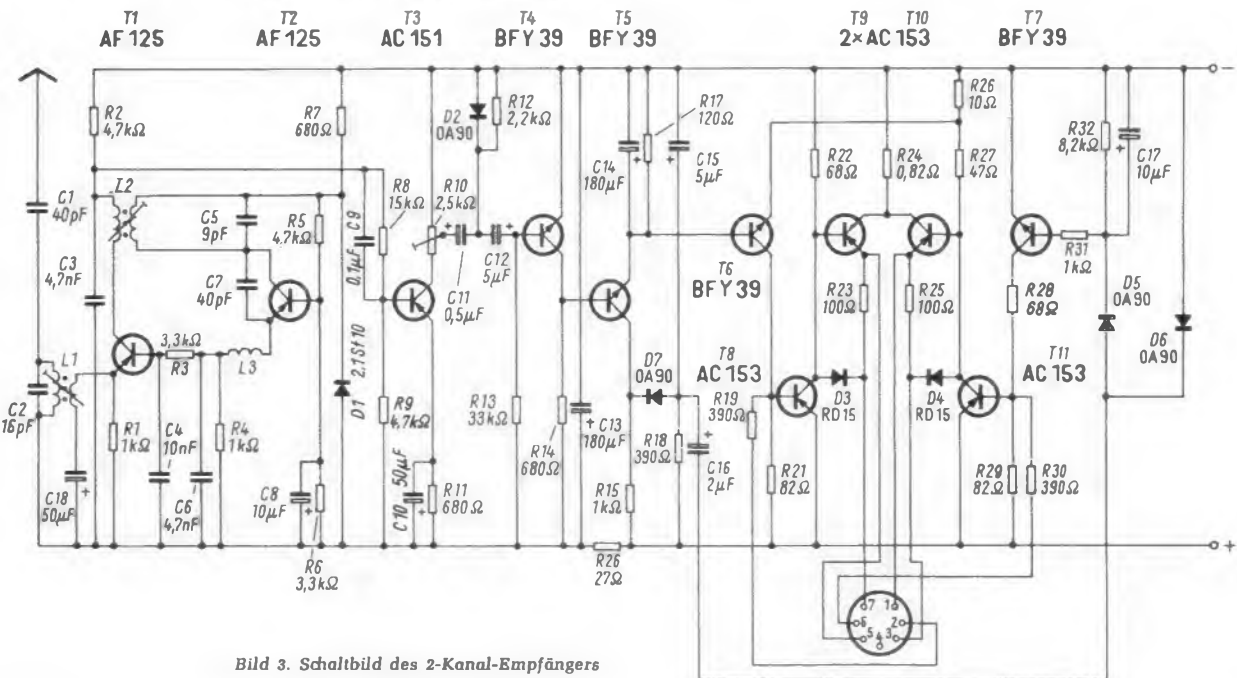 T1
AF 125
T2
AF 125
T3
AC 151
T4
BFY 39
T5
BFY 39
T9 T10
2× AC 153
T7
BFY 39
−
R2
4,7kΩ
R7
680Ω
D2
0A90
R12
2,2kΩ
R17
120Ω
R26
10Ω
R32
8,2kΩ
C17
10µF
+
C14
180µF
+
C15
5µF
+
R22
68Ω
R24
0,82Ω
R27
47Ω
C1
40pF
L2
C5
9pF
R5
4,7kΩ
C9
0,1µF
R8
15kΩ
R10
2,5kΩ
C3
4,7nF
C7
40pF
C12
5µF
+
C11
0,5µF
+
T6
BFY 39
R31
1kΩ
R23
100Ω
R25
100Ω
R28
68Ω
D5
0A90
D6
0A90
3,3kΩ
R3
L1
L3
D1
2.1St10
D7
0A90
T8
AC 153
T11
AC 153
C2
16pF
R1
1kΩ
C4
10nF
R4
1kΩ
R9
4,7kΩ
R13
33kΩ
R14
680Ω
C13
180µF
+
R18
390Ω
C16
2µF
+
R19
390Ω
D3
RD15
D4
RD15
C18
50µF
+
C6
4,7nF
C8
10µF
+
C10
50µF
+
R11
680Ω
R15
1kΩ
R21
82Ω
R29
82Ω
R30
390Ω
R6
3,3kΩ
R26
27Ω
+
7 1
6 2
5 4 3
Bild 3. Schaltbild des 2-Kanal-Empfängers